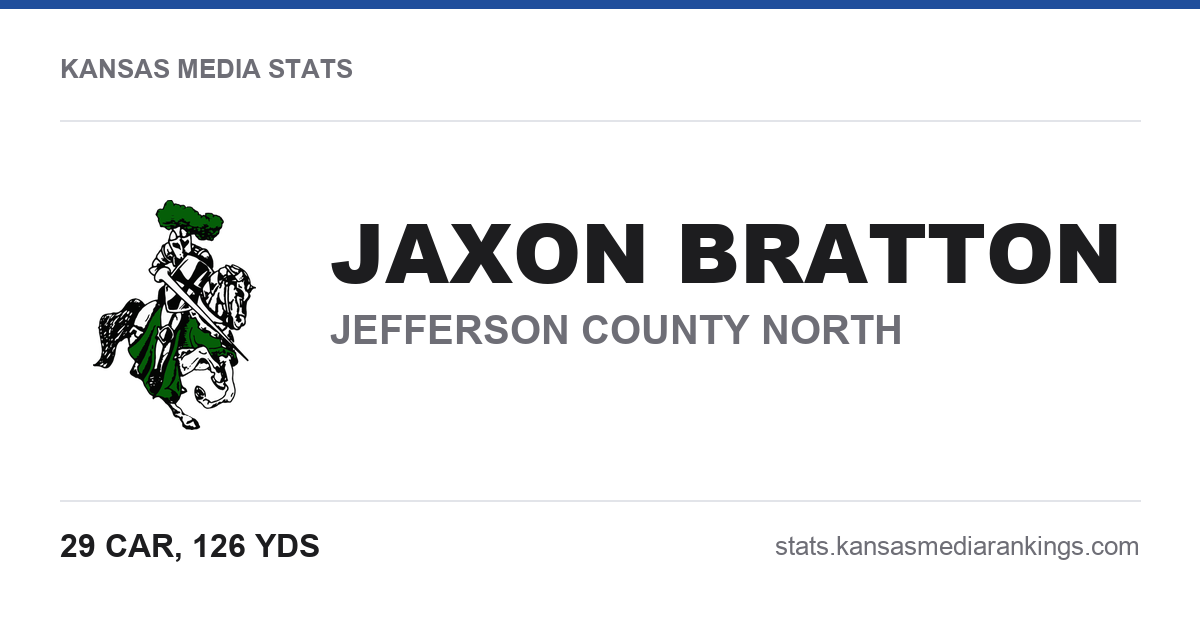 KANSAS MEDIA STATS
JAXON BRATTON
JEFFERSON COUNTY NORTH
29 CAR, 126 YDS
stats.kansasmediarankings.com